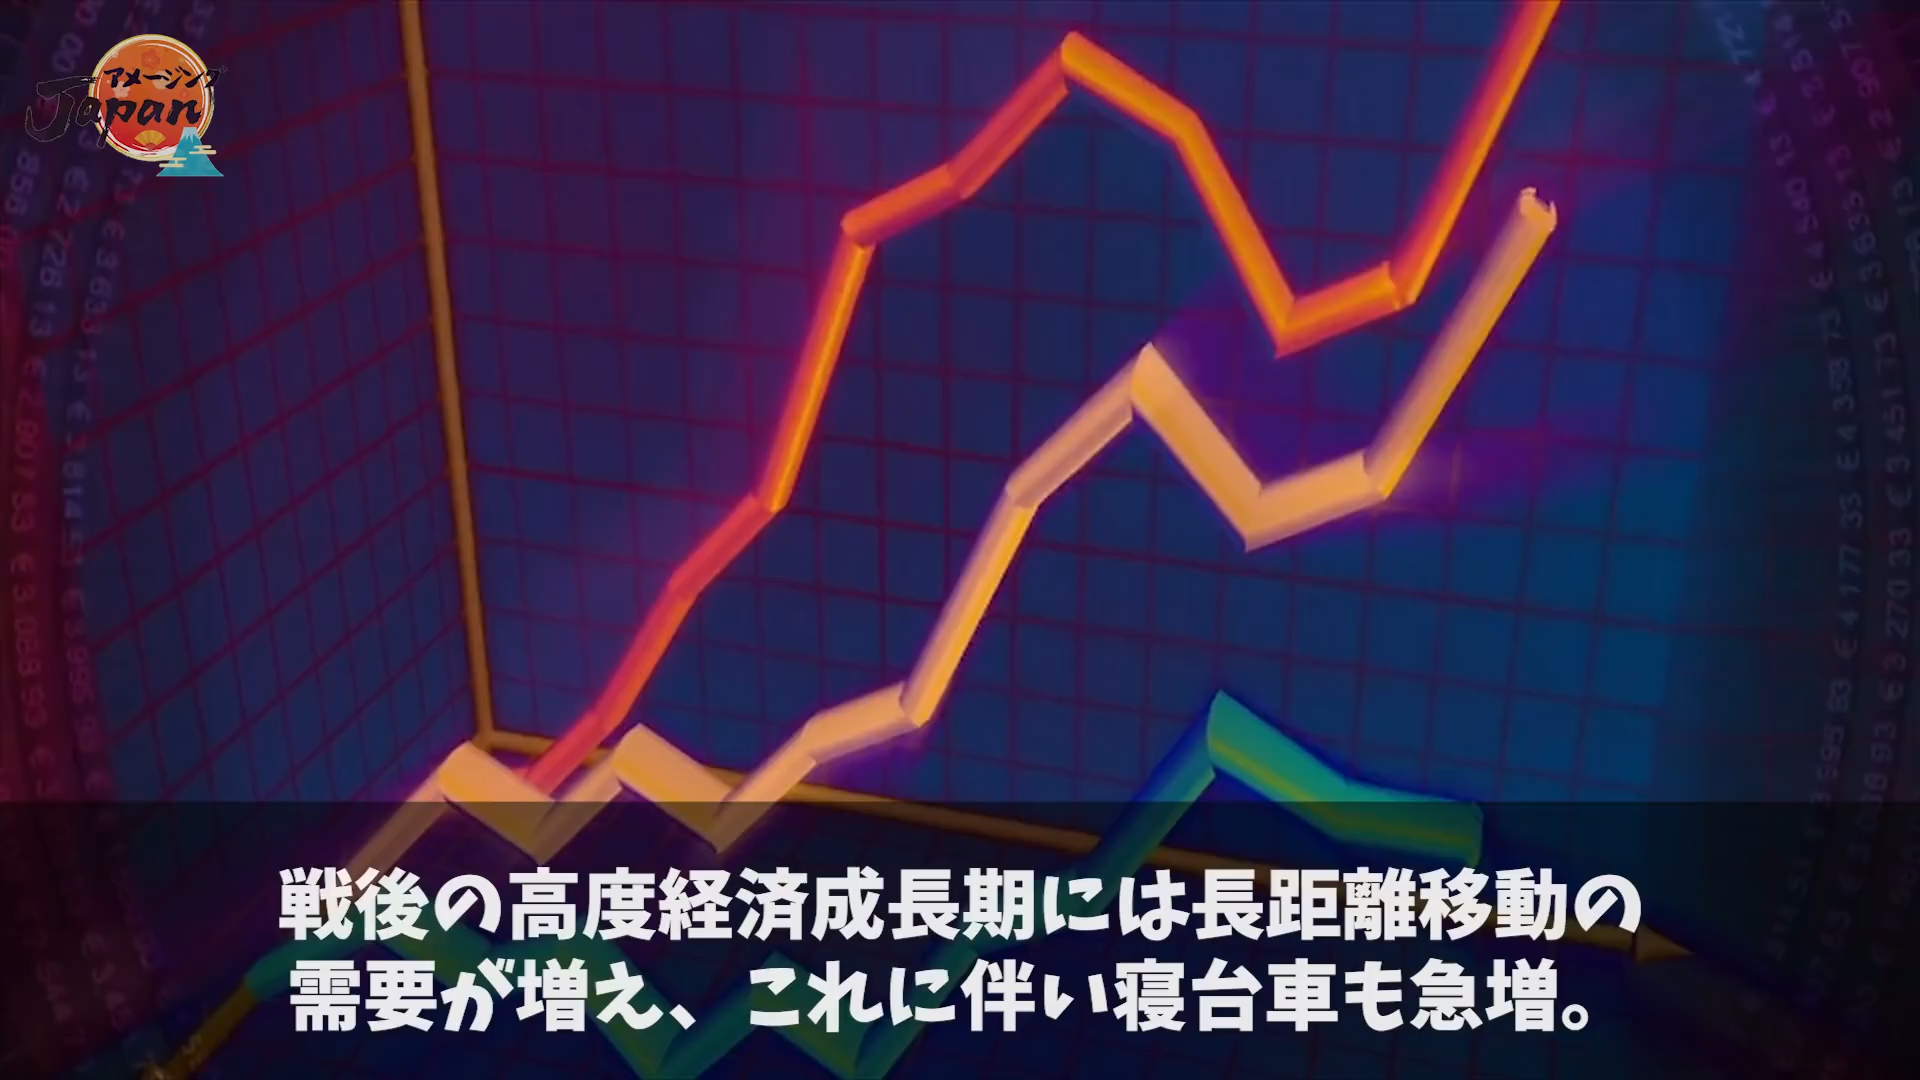 アメージング
Japan
戦後の高度経済成長期には長距離移動の
需要が増え、これに伴い寝台車も急増。